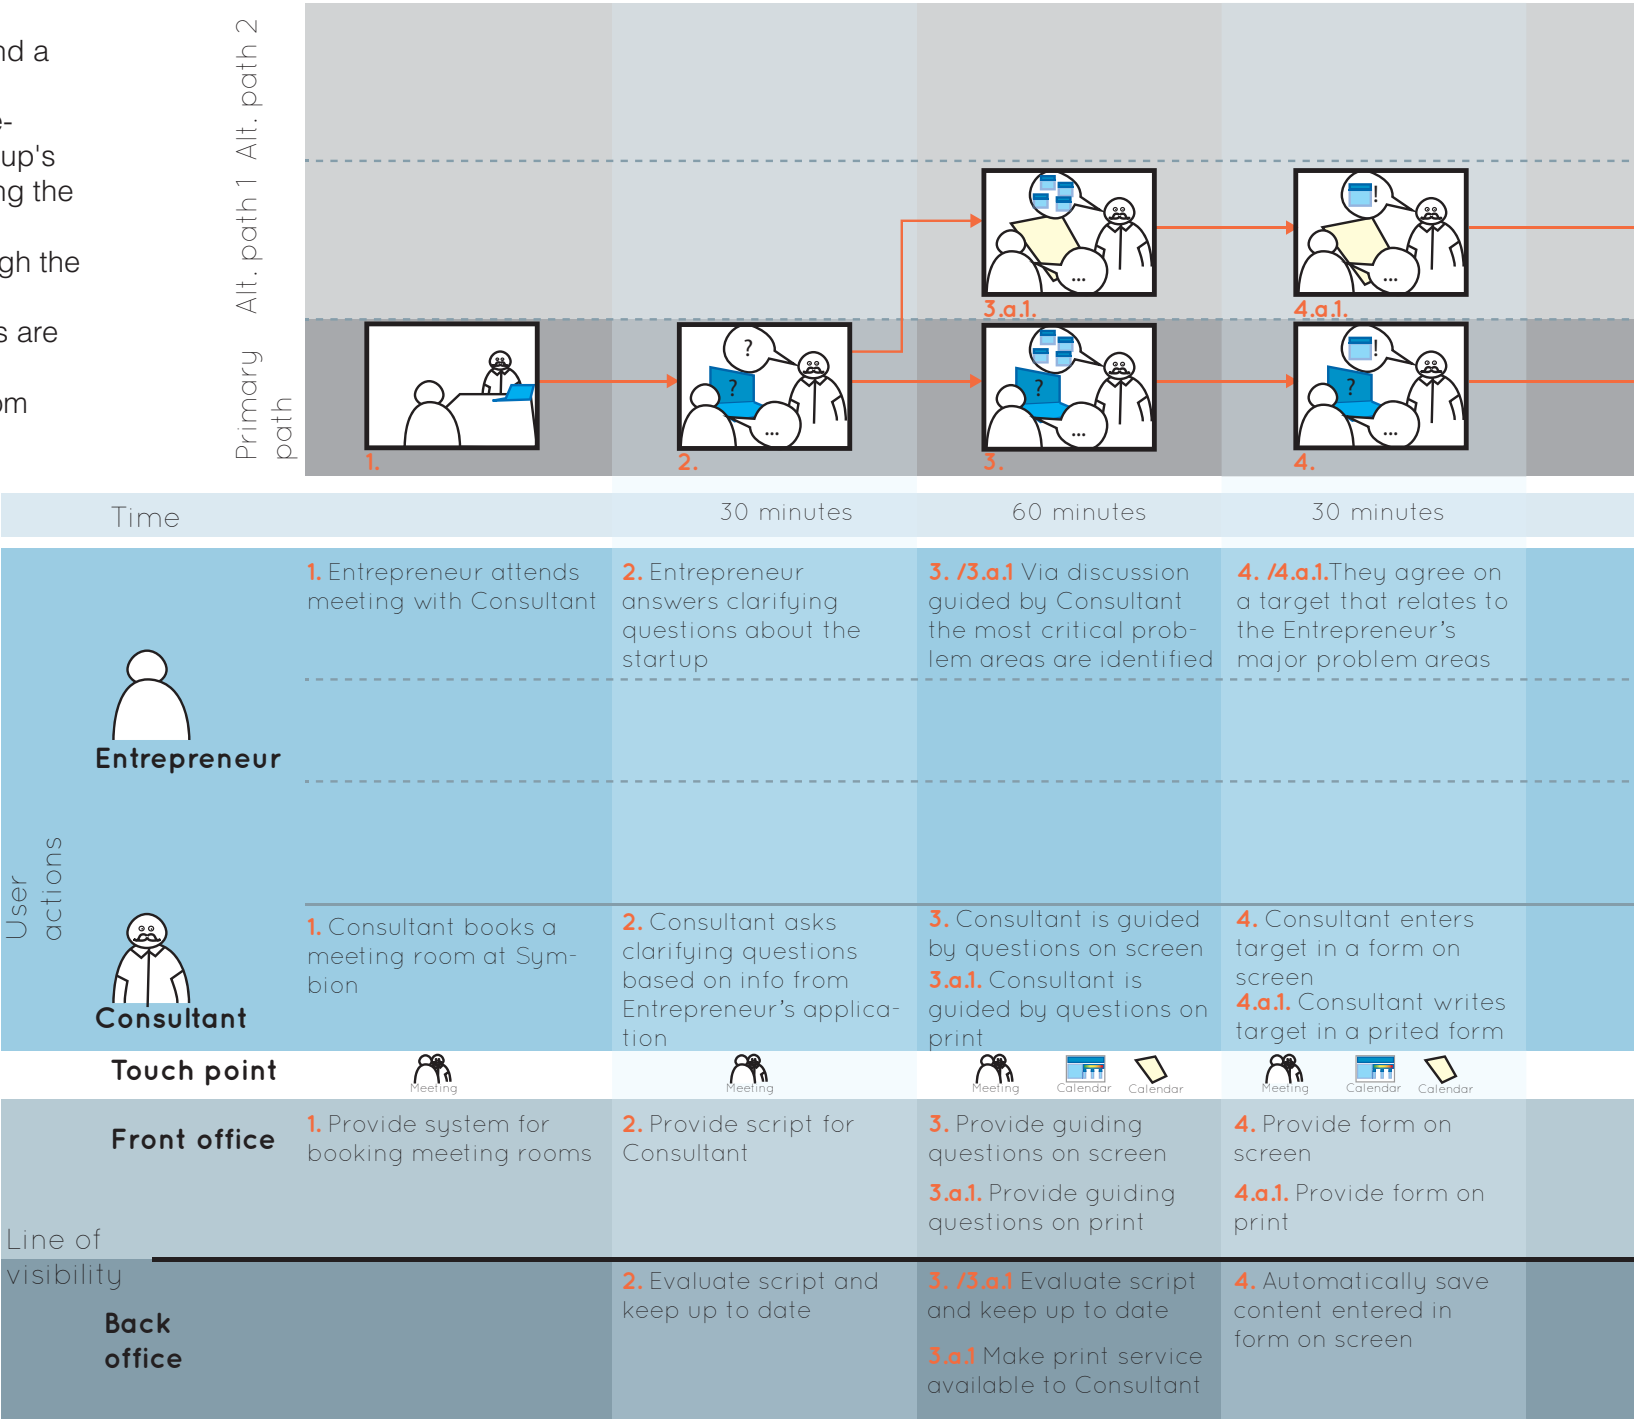 nd a
e-
up's
ng the
gh the
s are
om
Alt. path 2
Alt. path 1
Primary
path
?
...
?
?
...
...
?
...
!
...
!
?
...
3.a.1.
4.a.1.
1.
2.
3.
4.
Time
30 minutes
60 minutes
30 minutes
User
actions
Entrepreneur
1. Entrepreneur attends
meeting with Consultant
2. Entrepreneur
answers clarifying
questions about the
startup
3. /3.a.1 Via discussion
guided by Consultant
the most critical prob-
lem areas are identified
4. /4.a.1.They agree on
a target that relates to
the Entrepreneur's
major problem areas
Consultant
1. Consultant books a
meeting room at Sym-
bion
2. Consultant asks
clarifying questions
based on info from
Entrepreneur's applica-
tion
3. Consultant is guided
by questions on screen
3.a.1. Consultant is
guided by questions on
print
4. Consultant enters
target in a form on
screen
4.a.1. Consultant writes
target in a prited form
Touch point
Meeting
Meeting
Meeting
Calendar
Calendar
Meeting
Calendar
Calendar
Front office
1. Provide system for
booking meeting rooms
2. Provide script for
Consultant
3. Provide guiding
questions on screen
3.a.1. Provide guiding
questions on print
4. Provide form on
screen
4.a.1. Provide form on
print
Line of
visibility
Back
office
2. Evaluate script and
keep up to date
3. /3.a.1 Evaluate script
and keep up to date
3.a.1 Make print service
available to Consultant
4. Automatically save
content entered in
form on screen